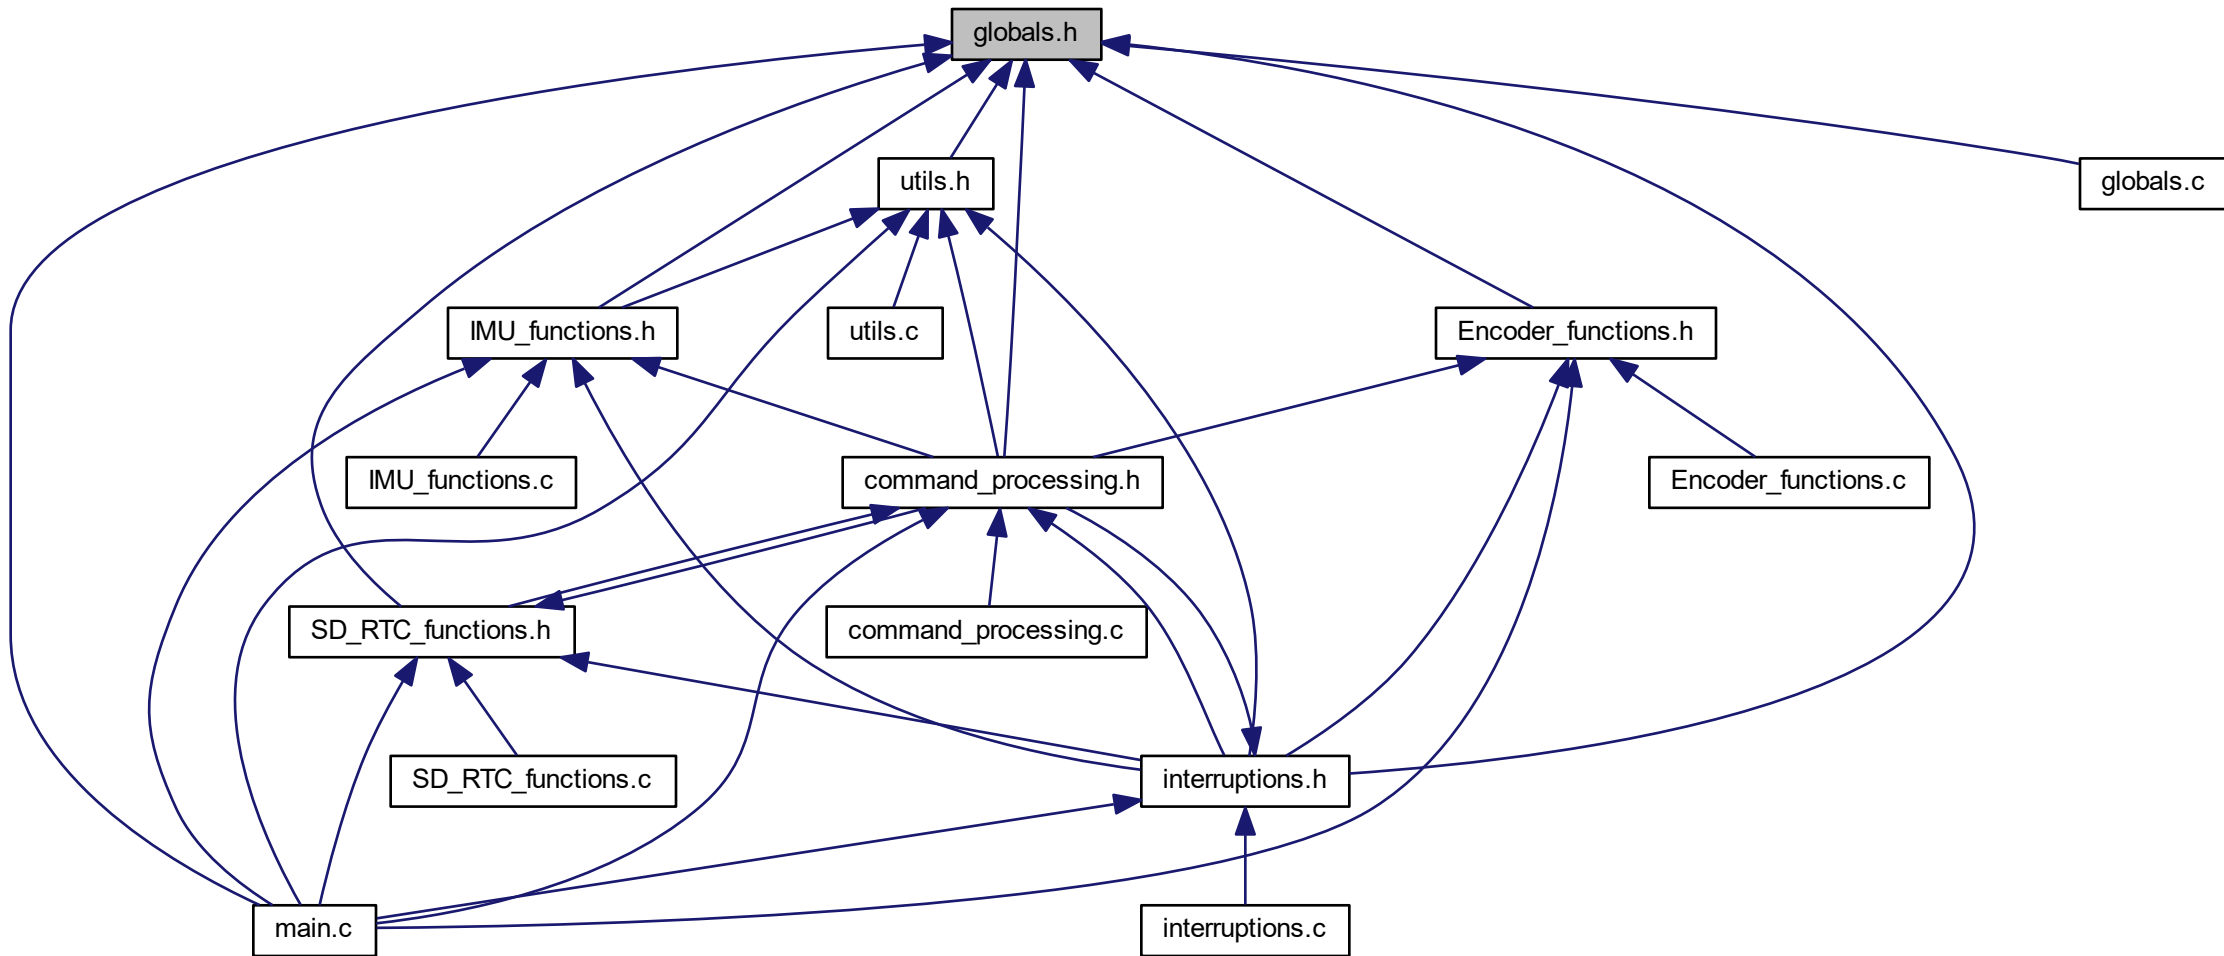 globals.h
utils.h
globals.c
IMU_functions.h
utils.c
Encoder_functions.h
IMU_functions.c
command_processing.h
Encoder_functions.c
SD_RTC_functions.h
command_processing.c
SD_RTC_functions.c
interruptions.h
main.c
interruptions.c